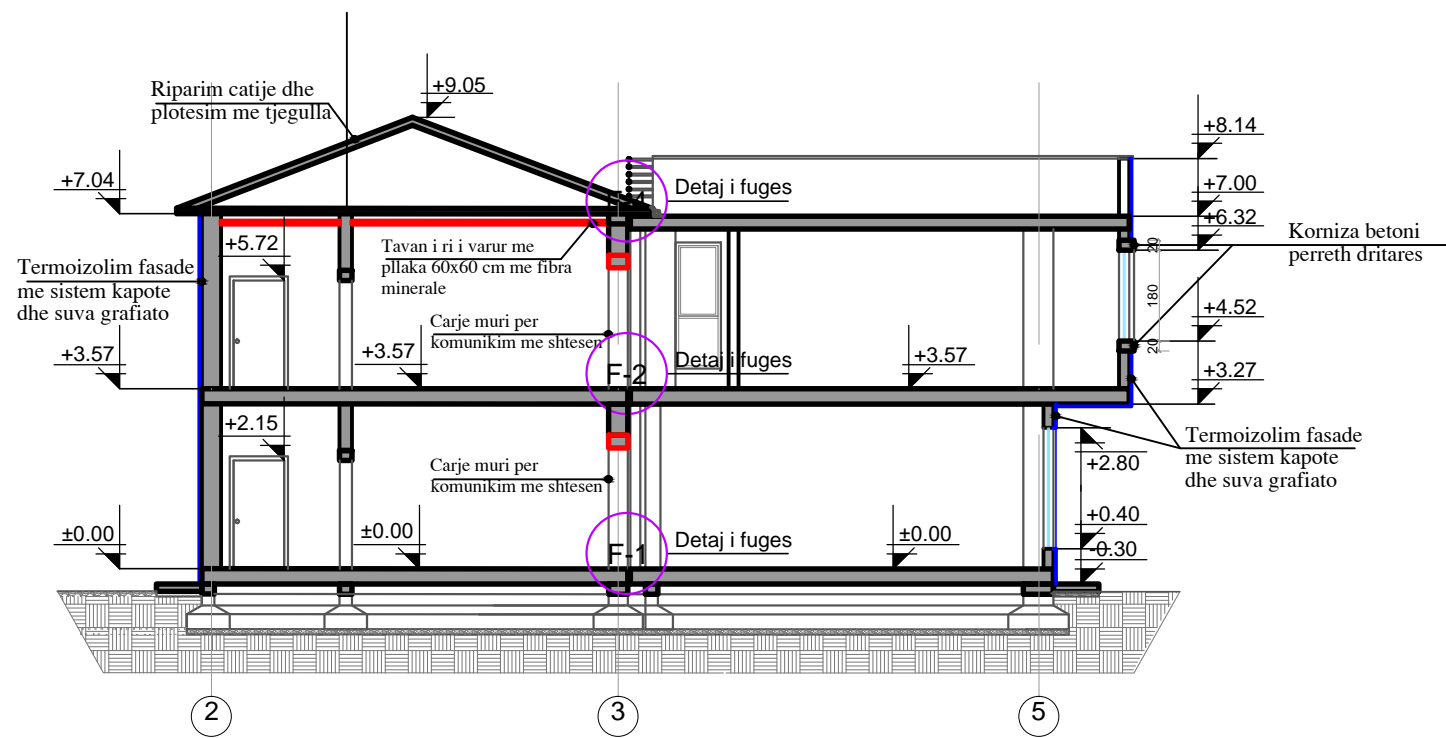 +9.05
Riparim catije dhe
plotesim me tjegulla
+8.14
+7.04
Detaj i fuges
+7.00
+6.32
+5.72
Tavan i ri i varur me
pllaka 60x60 cm me fibra
minerale
20
Korniza betoni
perreth dritares
Termoizolim fasade
me sistem kapote
dhe suva grafiato
180
+4.52
Carje muri per
komunikim me shtesen
20
+3.57
+3.57
F-2
Detaj i fuges
+3.57
+3.27
+2.15
Termoizolim fasade
me sistem kapote
dhe suva grafiato
+2.80
Carje muri per
komunikim me shtesen
+0.40
±0.00
±0.00
F-1
Detaj i fuges
±0.00
-0.30
2
3
5